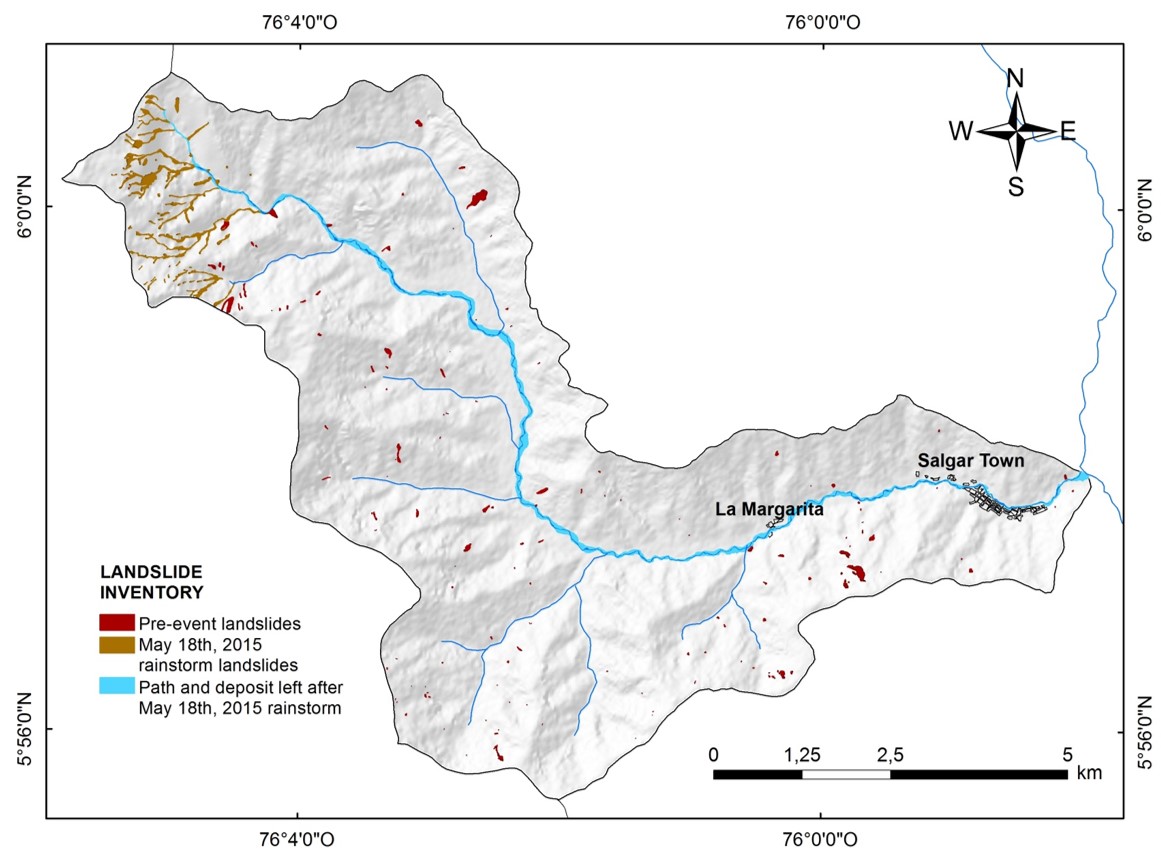 76°4'0"O 76°0'0"O
N
W E
S
6°0'0"N 6°0'0"N
Salgar Town
La Margarita
LANDSLIDE
INVENTORY
Pre-event landslides
May 18th, 2015
rainstorm landslides
Path and deposit left after
May 18th, 2015 rainstorm
5°56'0"N 5°56'0"N
0 1,25 2,5 5
km
76°4'0"O 76°0'0"O